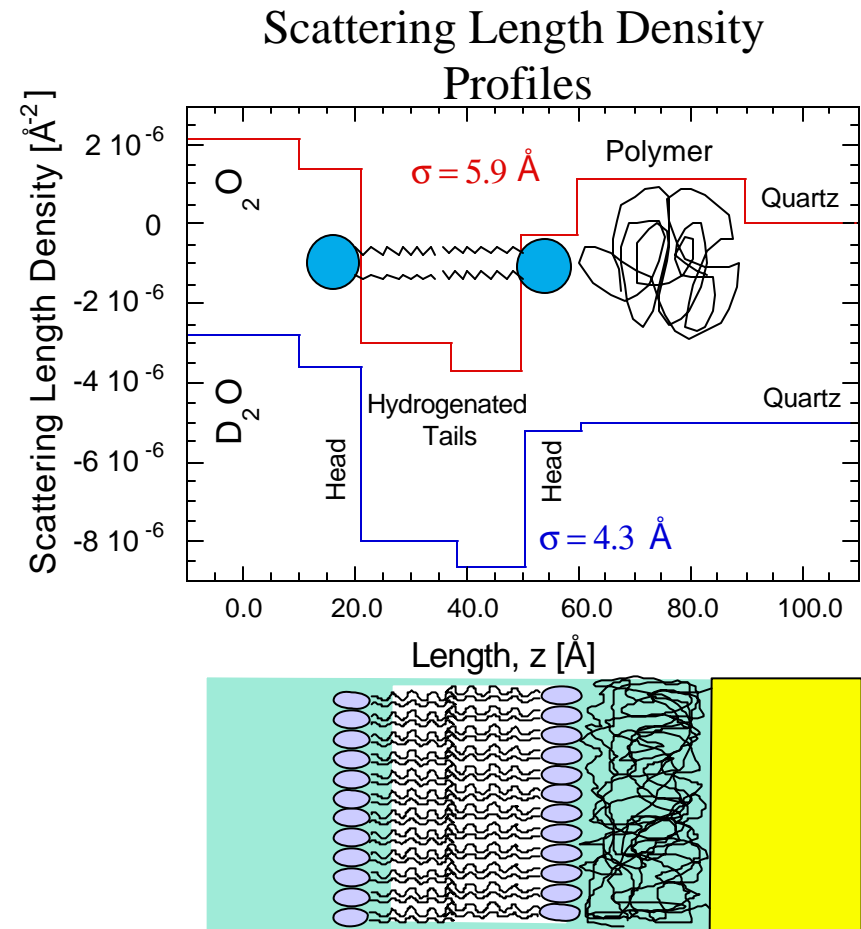 Scattering Length Density
Profiles
Scattering Length Density [Å-2]
2 10-6
0
-2 10-6
-4 10-6
-6 10-6
-8 10-6
2O
σ = 5.9 Å
Polymer
Quartz
D2O
Head
Hydrogenated
Tails
Head
Quartz
σ = 4.3 Å
0.0 20.0 40.0 60.0 80.0 100.0
Length, z [Å]